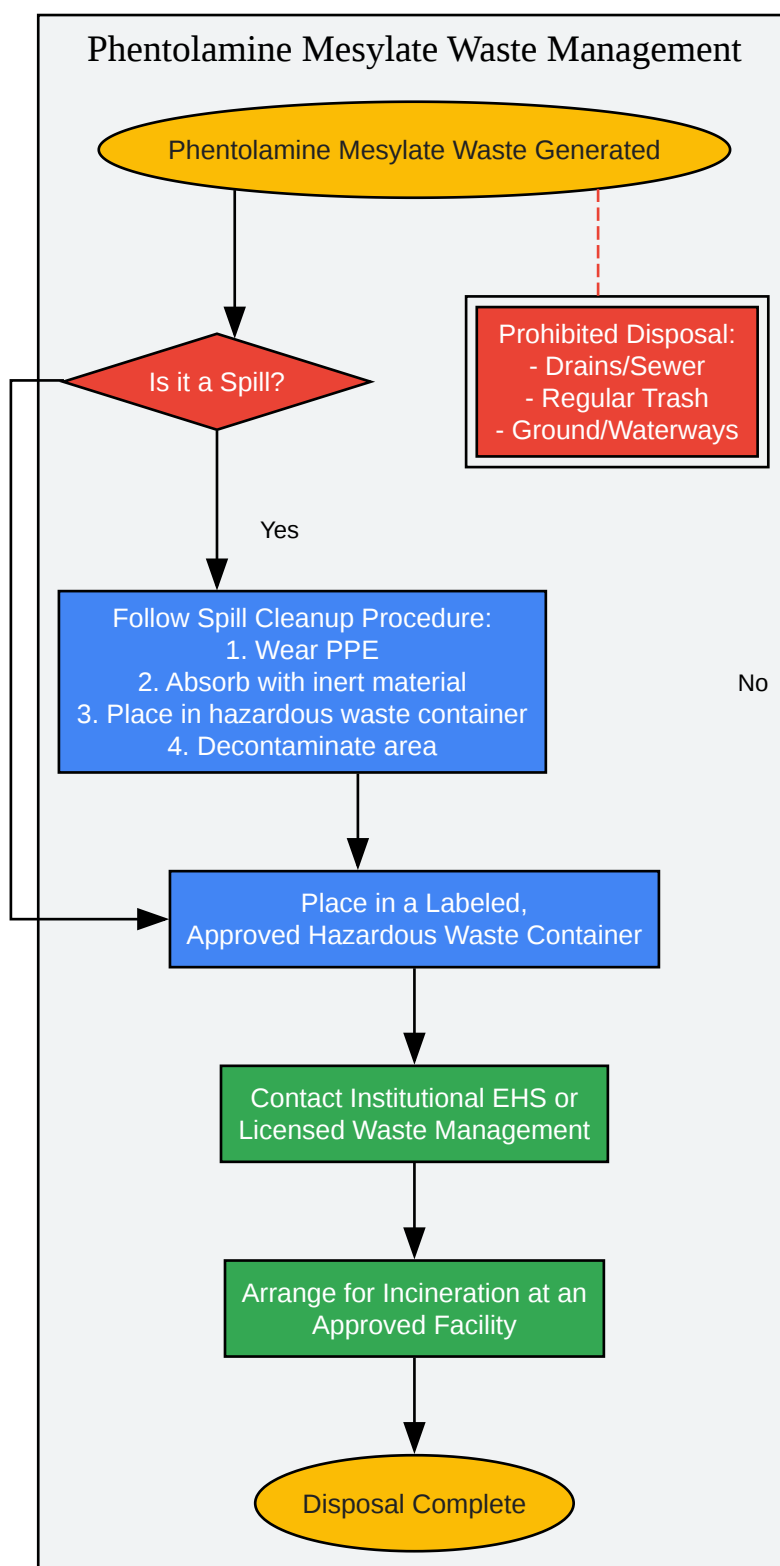 Phentolamine Mesylate Waste Management
Phentolamine Mesylate Waste Generated
Prohibited Disposal:
- Drains/Sewer
- Regular Trash
- Ground/Waterways
Is it a Spill?
Yes
Follow Spill Cleanup Procedure:
1. Wear PPE
2. Absorb with inert material
3. Place in hazardous waste container
4. Decontaminate area
No
Place in a Labeled,
Approved Hazardous Waste Container
Contact Institutional EHS or
Licensed Waste Management
Arrange for Incineration at an
Approved Facility
Disposal Complete